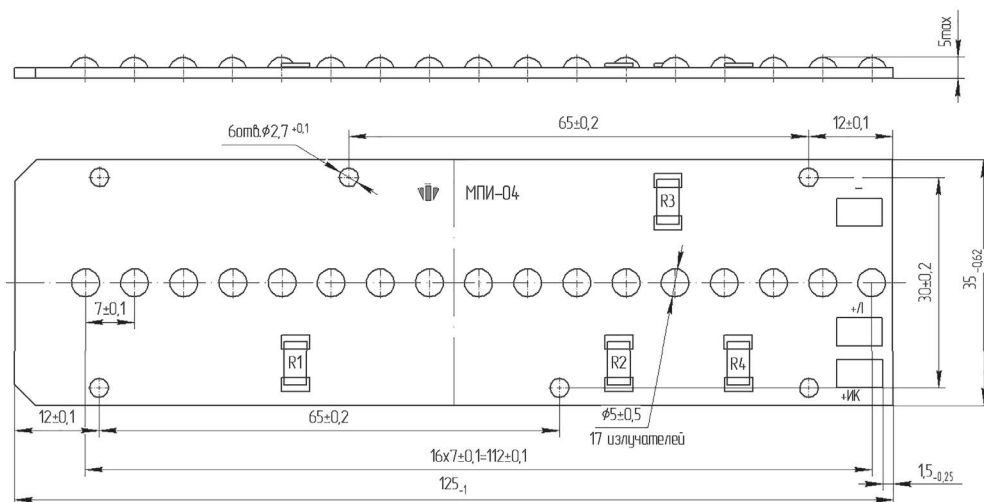 5max
65±0,2
12±0,1
6отв.⌀2,7 +0,1
МПИ-04
R3
–
30±0,2
35 -0,62
7±0,1
+Л
R1
R2
R4
+ИК
12±0,1
65±0,2
⌀5±0,5
17 излучателей
16х7±0,1=112±0,1
1,5-0,25
125-1